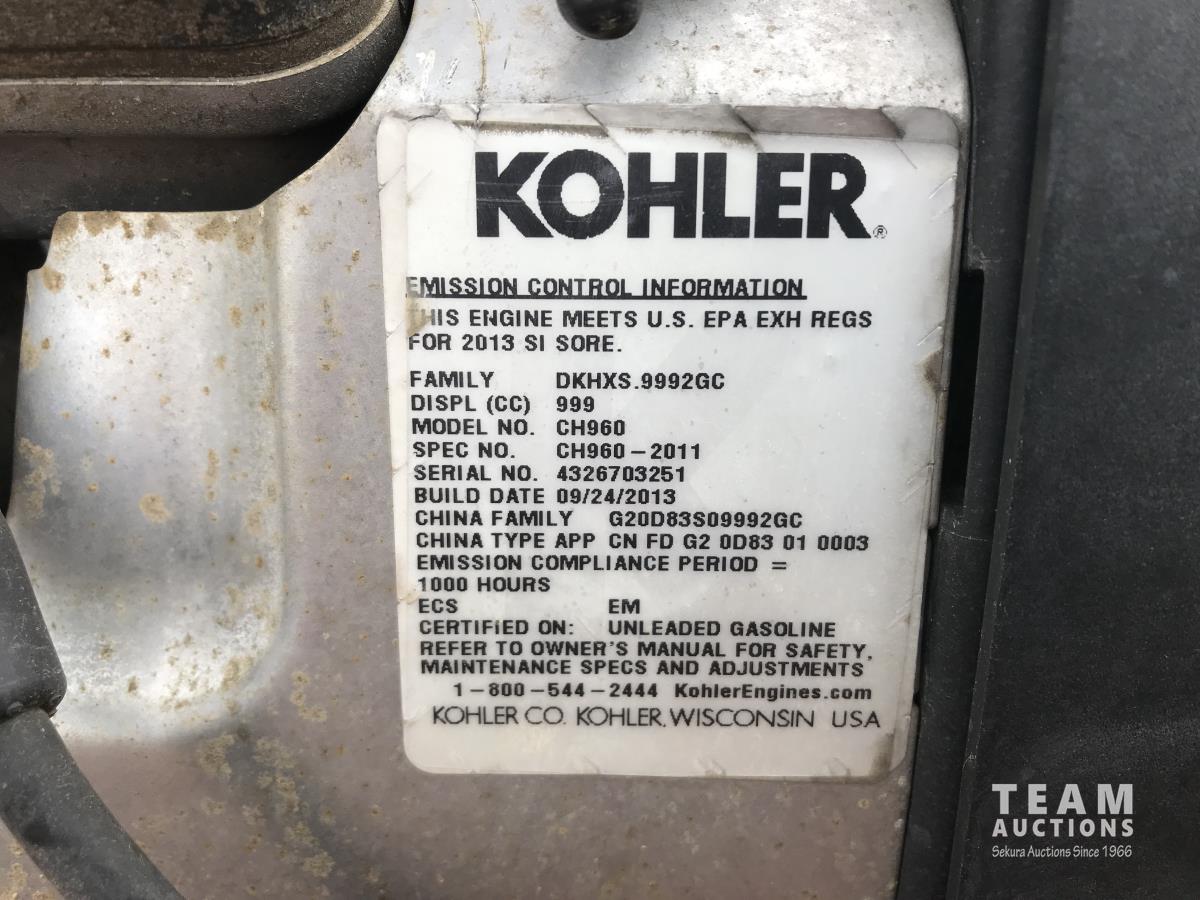 KOHLER®
EMISSION CONTROL INFORMATION
THIS ENGINE MEETS U.S. EPA EXH REGS
FOR 2013 SI SORE.
FAMILY DKHXS.9992GC
DISPL (CC) 999
MODEL NO. CH960
SPEC NO. CH960-2011
SERIAL NO. 4326703251
BUILD DATE 09/24/2013
CHINA FAMILY G20D83S09992GC
CHINA TYPE APP CN FD G2 0D83 01 0003
EMISSION COMPLIANCE PERIOD =
1000 HOURS
ECS EM
CERTIFIED ON: UNLEADED GASOLINE
REFER TO OWNER'S MANUAL FOR SAFETY,
MAINTENANCE SPECS AND ADJUSTMENTS
1-800-544-2444 KohlerEngines.com
KOHLER CO. KOHLER, WISCONSIN USA
TEAM
AUCTIONS
Sekura Auctions Since 1966